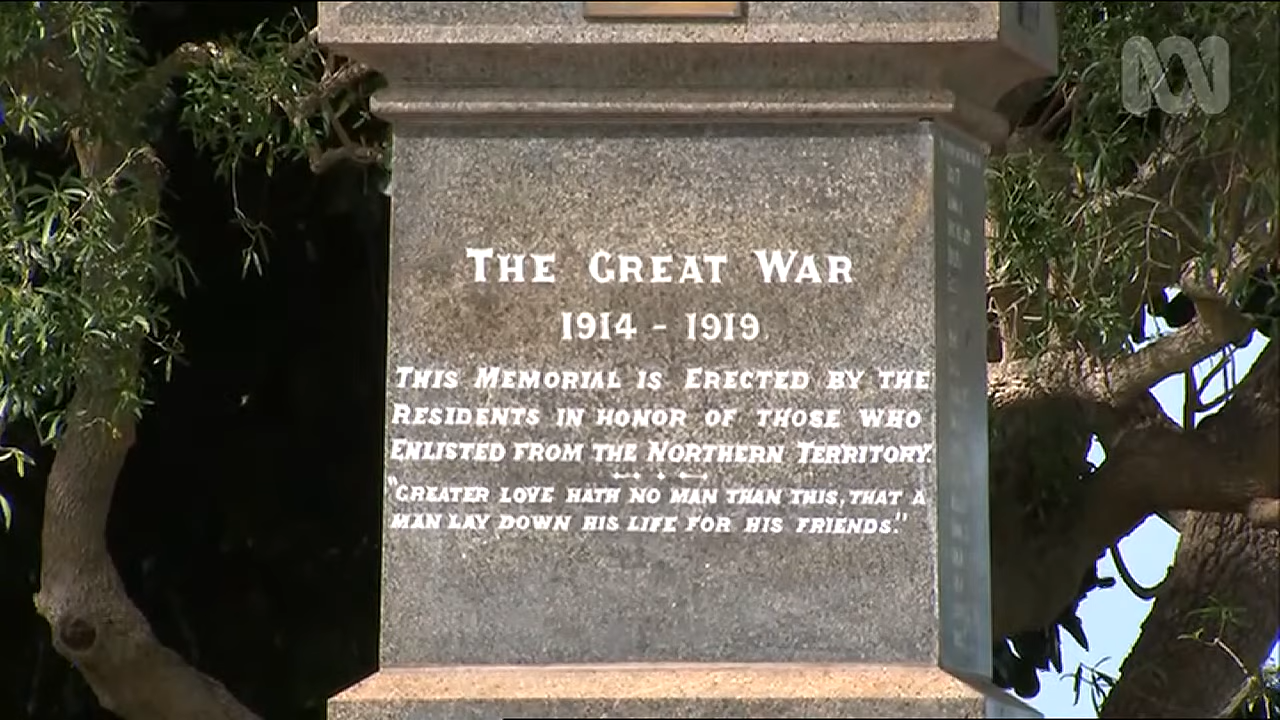 THE GREAT WAR
1914 - 1919
THIS MEMORIAL IS ERECTED BY THE
RESIDENTS IN HONOR OF THOSE WHO
ENLISTED FROM THE NORTHERN TERRITORY.
"GREATER LOVE HATH NO MAN THAN THIS, THAT A
MAN LAY DOWN HIS LIFE FOR HIS FRIENDS."